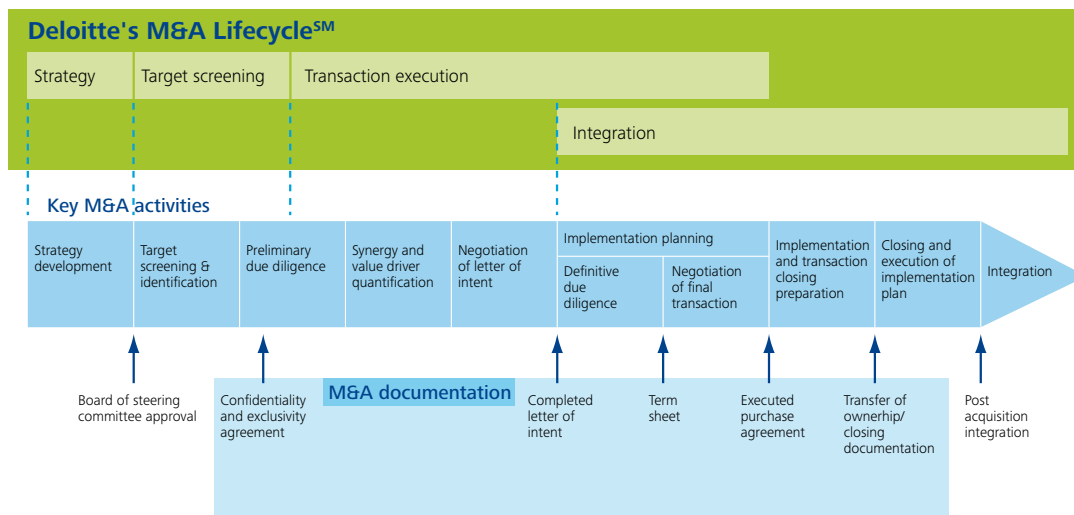 Deloitte's M&A Lifecycle℠
Strategy
Target screening
Transaction execution
Integration
Key M&A activities
Strategy
development
Target
screening &
identification
Preliminary
due diligence
Synergy and
value driver
quantification
Negotiation
of letter of
intent
Implementation planning
Definitive
due
diligence
Negotiation
of final
transaction
Implementation
and transaction
closing
preparation
Closing and
execution of
implementation
plan
Integration
Board of steering
committee approval
Confidentiality
and exclusivity
agreement
M&A documentation
Completed
letter of
intent
Term
sheet
Executed
purchase
agreement
Transfer of
ownerhip/
closing
documentation
Post
acquisition
integration